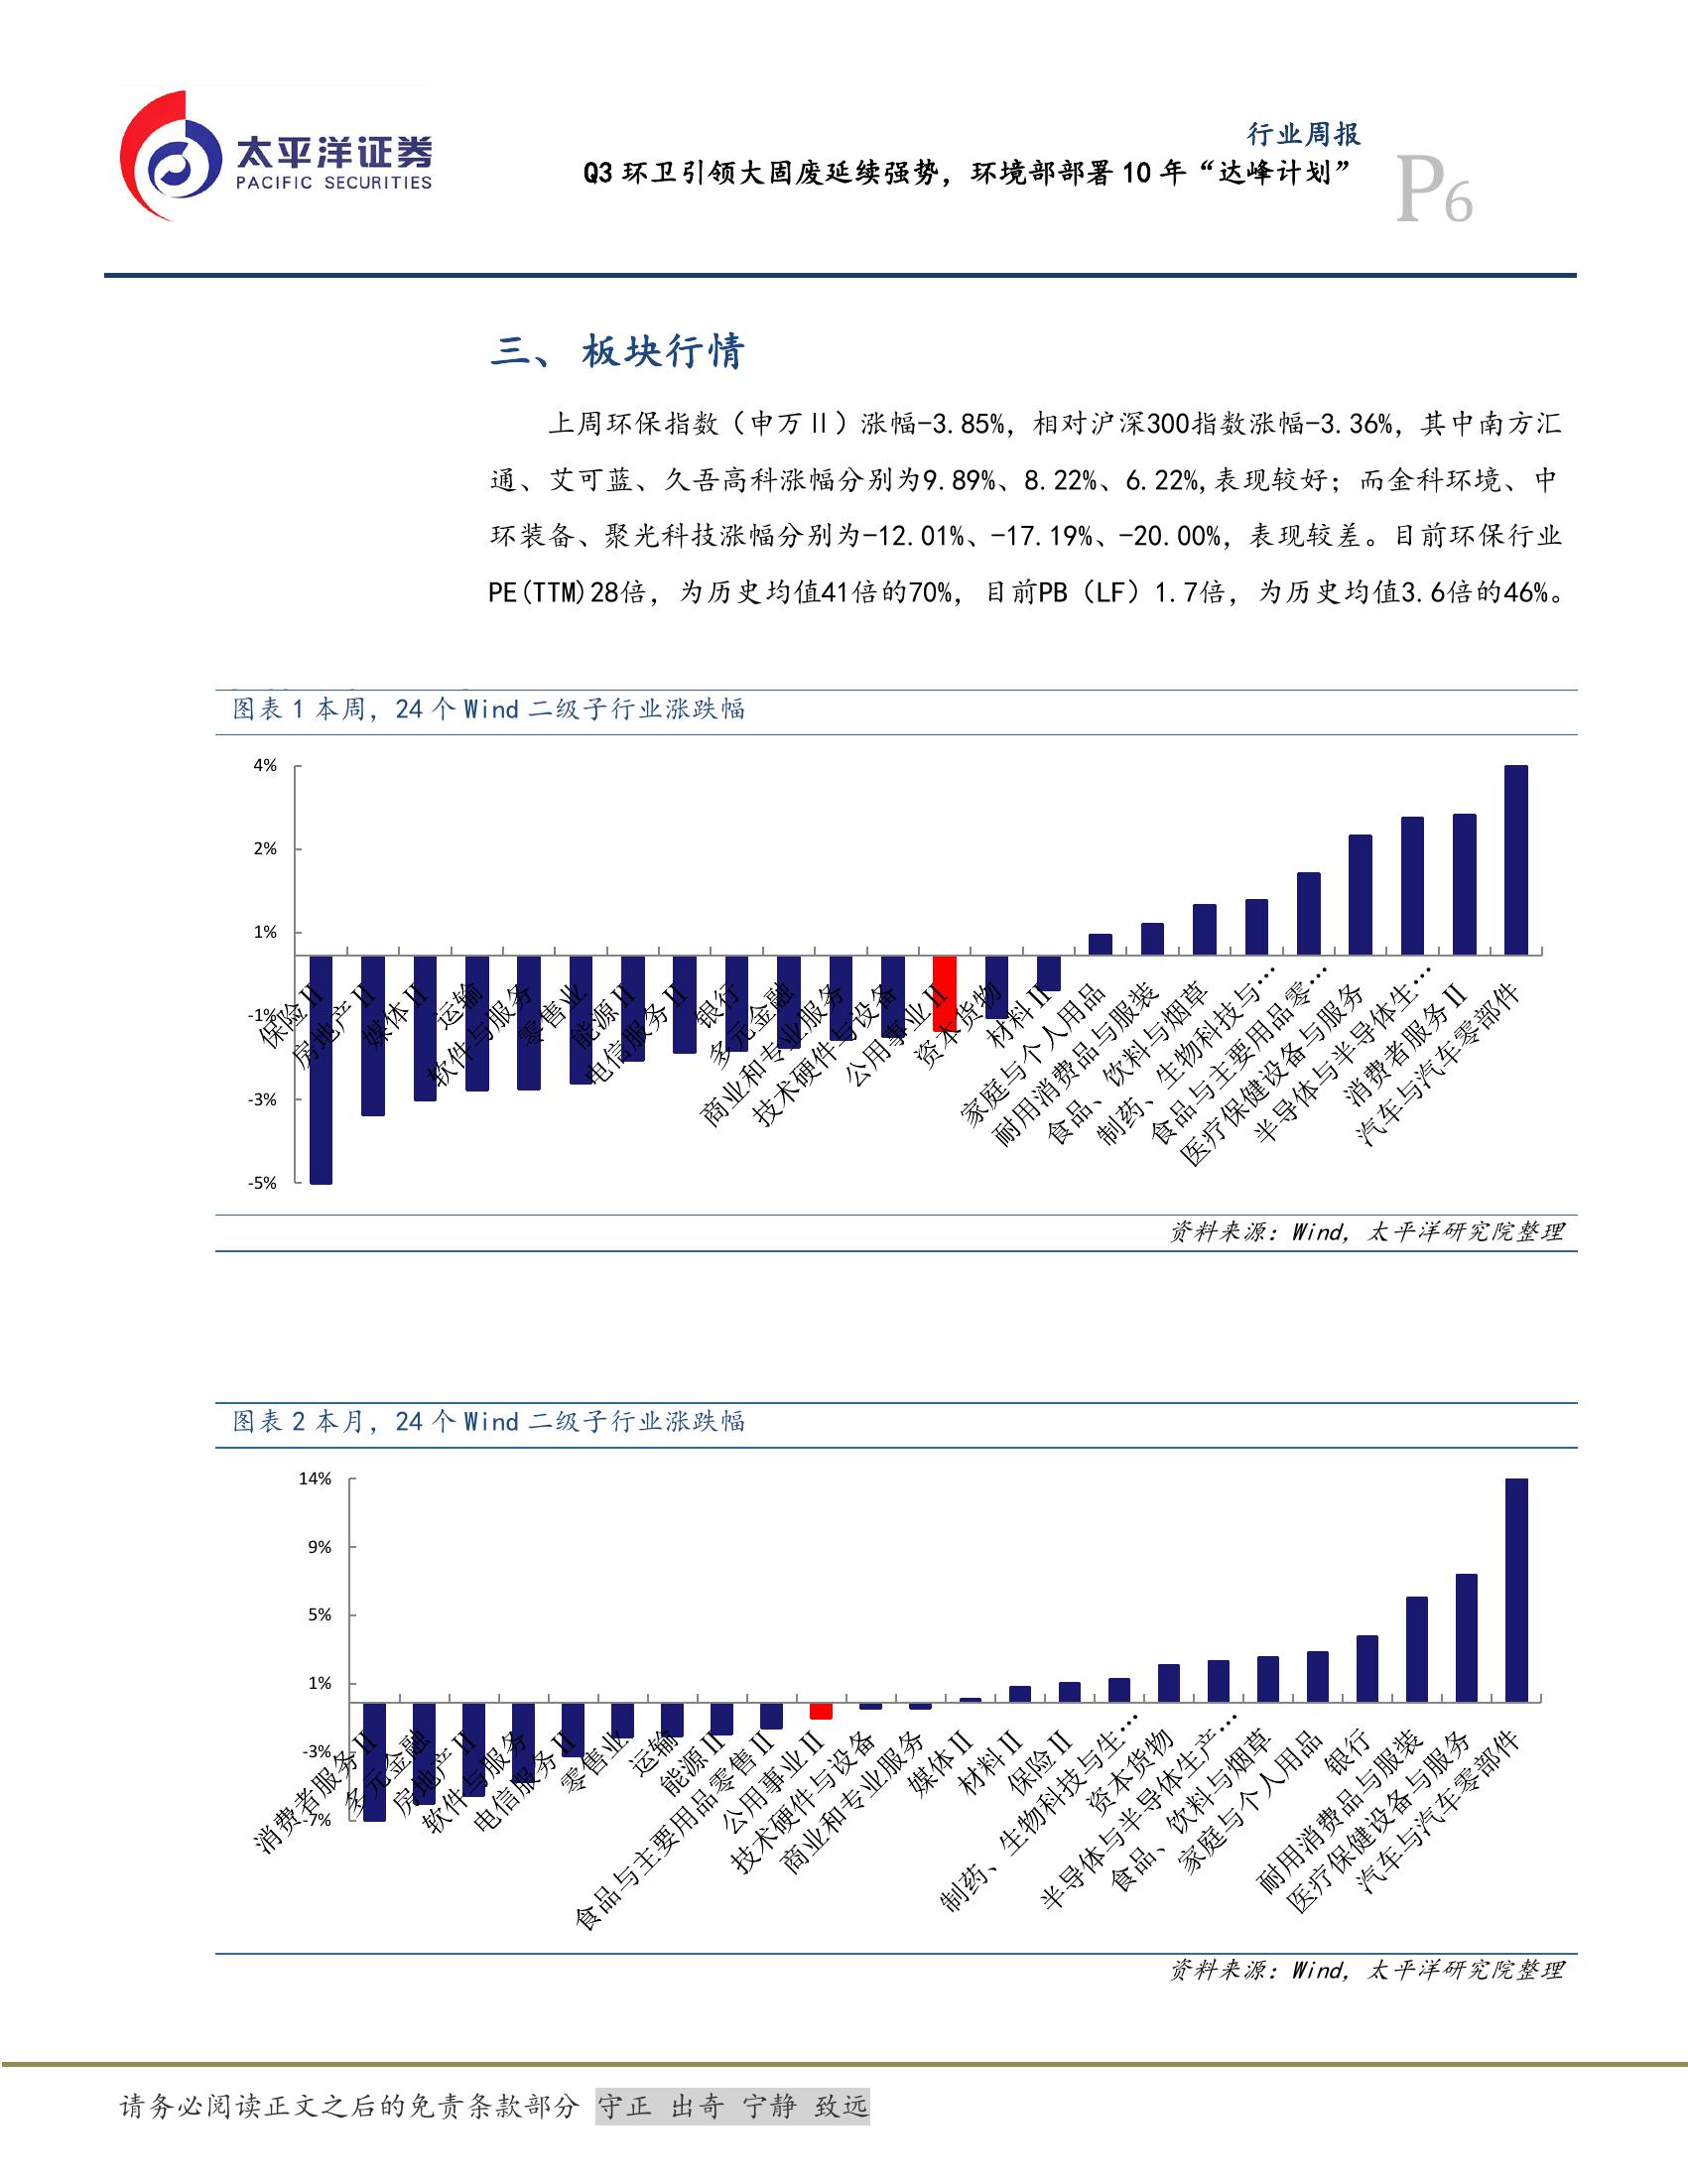 太平洋证券
PACIFIC SECURITIES
行业周报
Q3 环卫引领大固废延续强势，环境部部署 10 年“达峰计划”
P6
三、 板块行情
上周环保指数（申万Ⅱ）涨幅-3.85%，相对沪深300指数涨幅-3.36%，其中南方汇
通、艾可蓝、久吾高科涨幅分别为9.89%、8.22%、6.22%,表现较好；而金科环境、中
环装备、聚光科技涨幅分别为-12.01%、-17.19%、-20.00%，表现较差。目前环保行业
PE(TTM)28倍，为历史均值41倍的70%，目前PB（LF）1.7倍，为历史均值3.6倍的46%。
图表 1 本周，24 个 Wind 二级子行业涨跌幅
4%
2%
1%
-1%
-3%
-5%
保险Ⅱ
房地产Ⅱ
媒体Ⅱ
运输
软件与服务
零售业
能源Ⅱ
电信服务Ⅱ
银行
多元金融
商业和专业服务
技术硬件与设备
公用事业Ⅱ
资本货物
材料Ⅱ
家庭与个人用品
耐用消费品与服装
食品、饮料与烟草
制药、生物科技与…
食品与主要用品零…
医疗保健设备与服务
半导体与半导体生…
消费者服务Ⅱ
汽车与汽车零部件
资料来源：Wind，太平洋研究院整理
图表 2 本月，24 个 Wind 二级子行业涨跌幅
14%
9%
5%
1%
-3%
-7%
消费者服务Ⅱ
多元金融
房地产Ⅱ
软件与服务
电信服务Ⅱ
零售业
运输
能源Ⅱ
食品与主要用品零售Ⅱ
公用事业Ⅱ
技术硬件与设备
商业和专业服务
媒体Ⅱ
材料Ⅱ
保险Ⅱ
制药、生物科技与生…
资本货物
半导体与半导体生产…
食品、饮料与烟草
家庭与个人用品
银行
耐用消费品与服装
医疗保健设备与服务
汽车与汽车零部件
资料来源：Wind，太平洋研究院整理
请务必阅读正文之后的免责条款部分 守正 出奇 宁静 致远